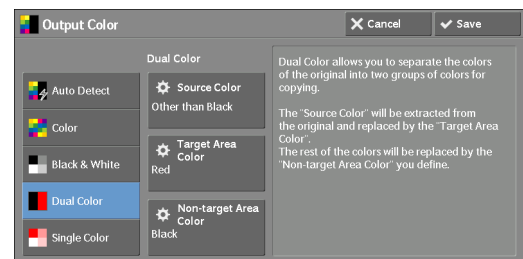 Output Color
Cancel
Save
Auto Detect
Color
Black & White
Dual Color
Single Color
Dual Color
Source Color
Other than Black
Target Area
Color
Red
Non-target Area
Color
Black
Dual Color allows you to separate the colors
of the original into two groups of colors for
copying.
The "Source Color" will be extracted from
the original and replaced by the "Target Area
Color".
The rest of the colors will be replaced by the
"Non-target Area Color" you define.